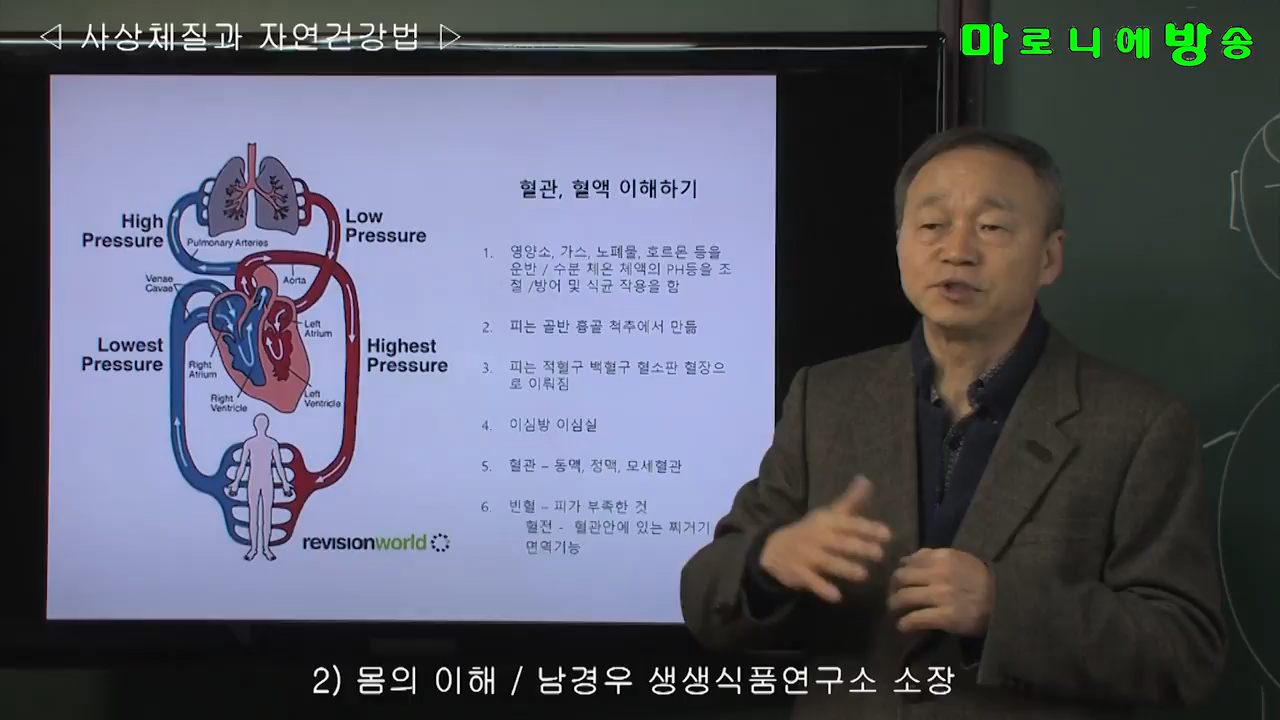 ◁ 사상체질과 자연건강법 ▷
마로니에방송
혈관, 혈액 이해하기
High
Pressure
Low
Pressure
Pulmonary Arteries
Venae
Cavae
Aorta
Left
Atrium
Lowest
Pressure
Highest
Pressure
Right
Atrium
Right
Ventricle
Left
Ventricle
revisionworld
1. 영양소, 가스, 노폐물, 호르몬 등을
운반 / 수분 체온 체액의 PH등을 조
절 /방어 및 식균 작용을 함
2. 피는 골반 흉골 척추에서 만듦
3. 피는 적혈구 백혈구 혈소판 혈장으
로 이뤄짐
4. 이심방 이심실
5. 혈관 – 동맥, 정맥, 모세혈관
6. 빈혈 – 피가 부족한 것
혈전 - 혈관안에 있는 찌거기
면역기능
2) 몸의 이해 / 남경우 생생식품연구소 소장